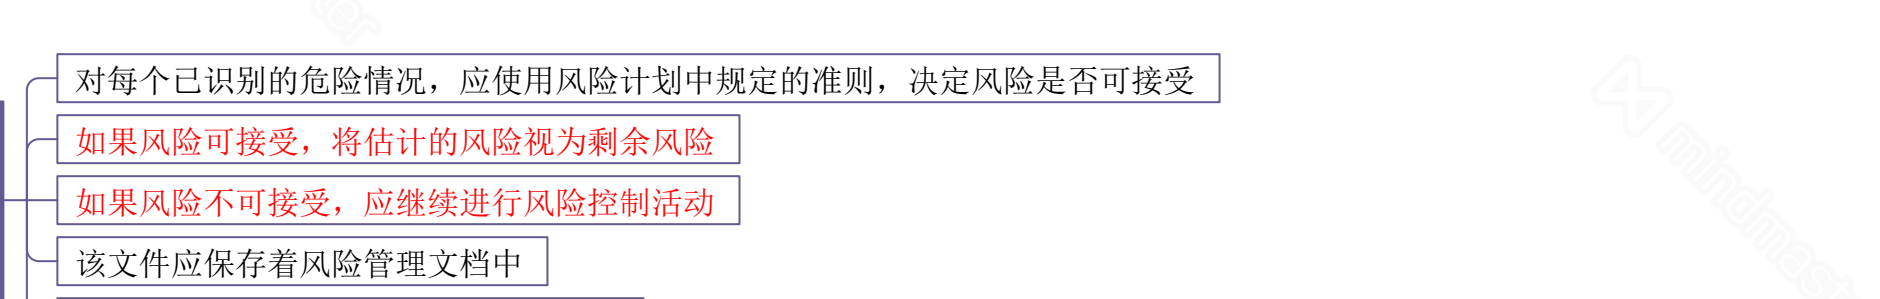 对每个已识别的危险情况，应使用风险计划中规定的准则，决定风险是否可接受
如果风险可接受，将估计的风险视为剩余风险
如果风险不可接受，应继续进行风险控制活动
该文件应保存着风险管理文档中
mindmast
ter